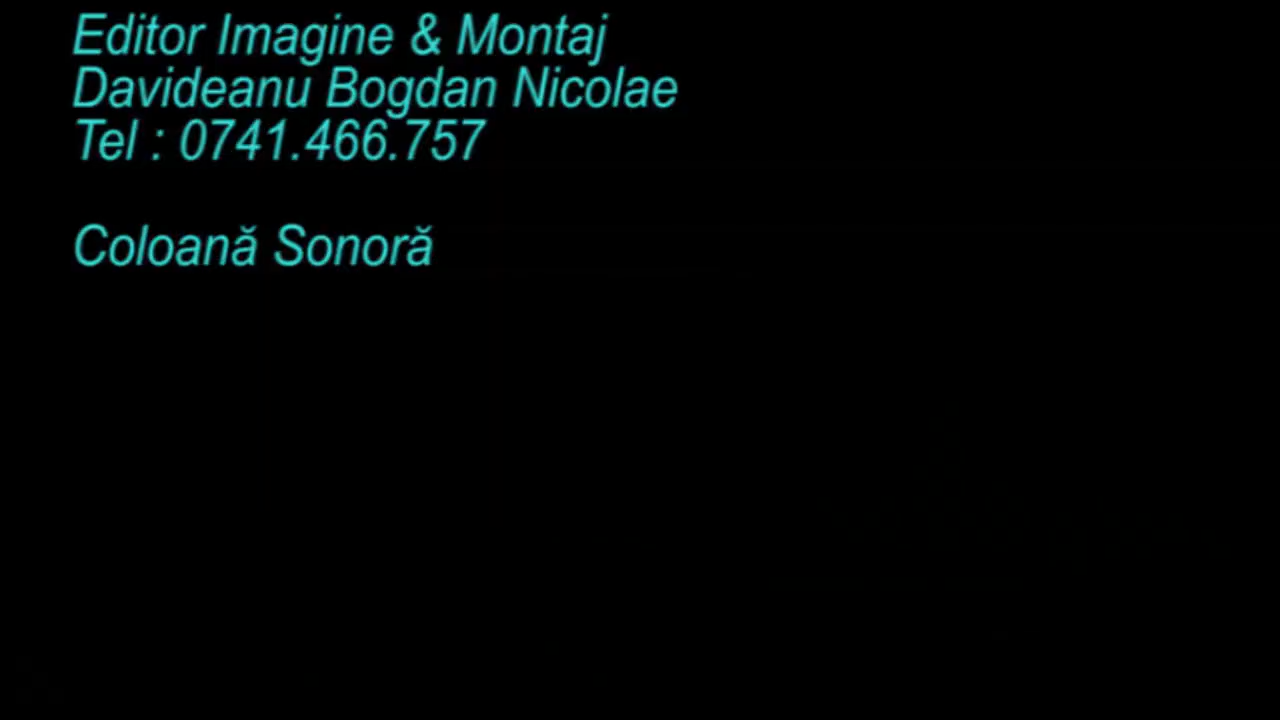 Editor Imagine & Montaj
Davideanu Bogdan Nicolae
Tel : 0741.466.757
Coloană Sonoră